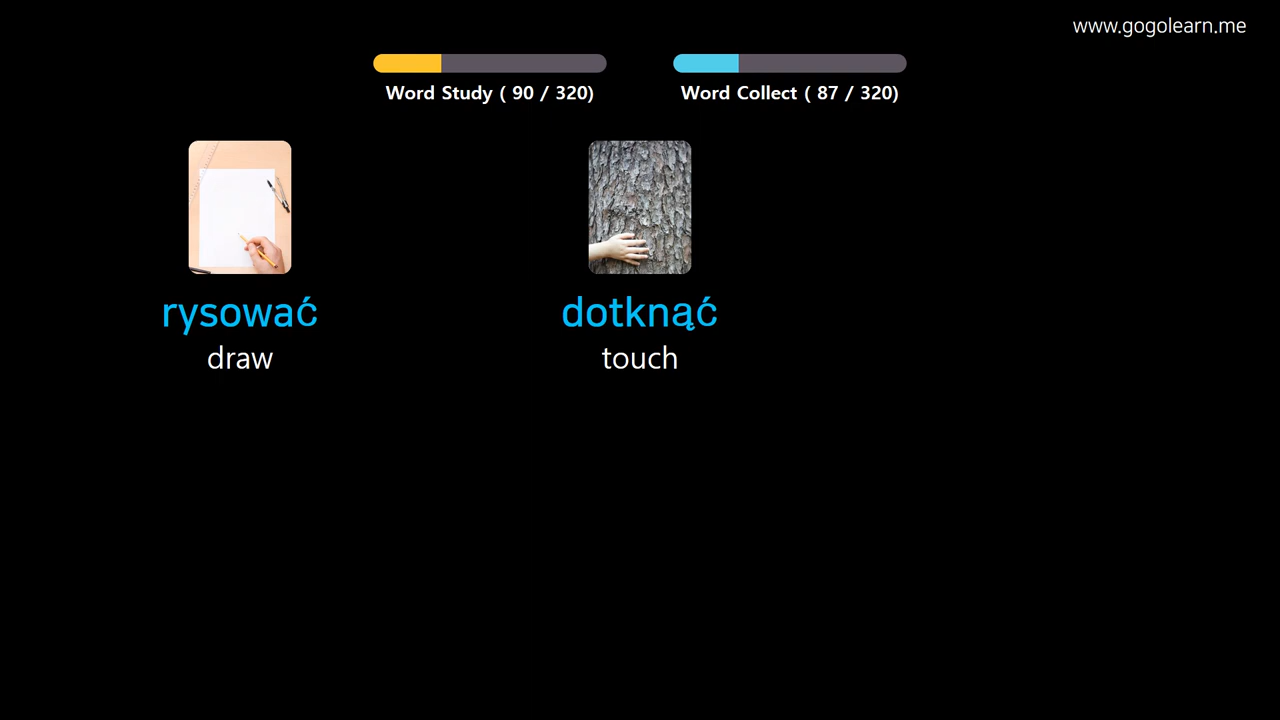 www.gogolearn.me
Word Study ( 90 / 320)
Word Collect ( 87 / 320)
rysować
draw
dotknąć
touch